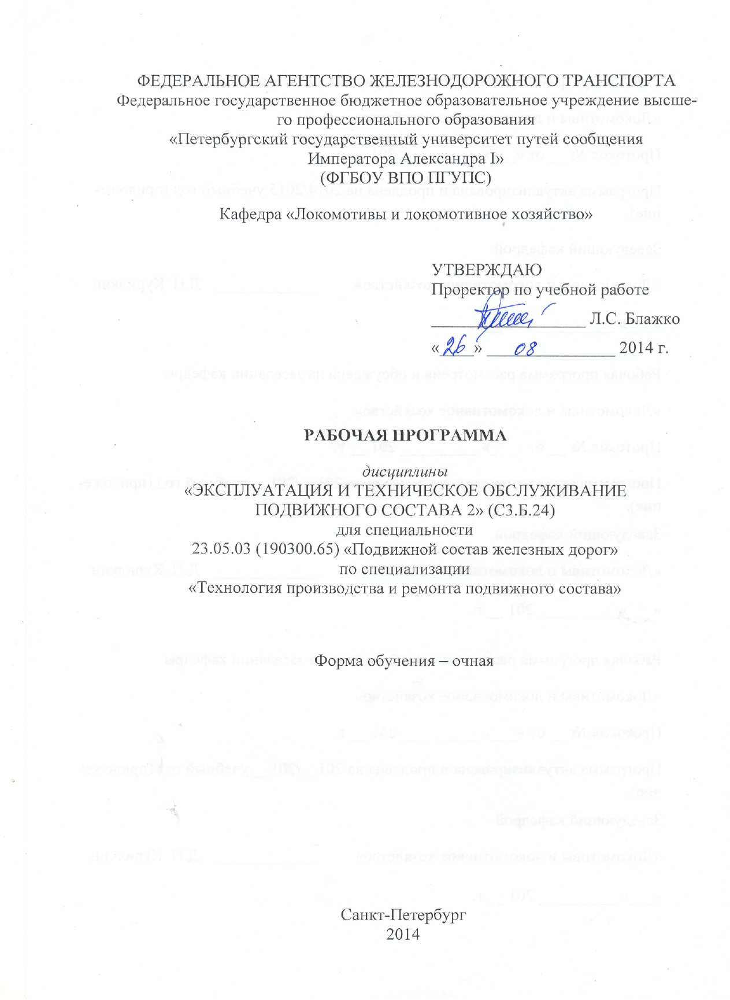 ФЕДЕРАЛЬНОЕ АГЕНТСТВО ЖЕЛЕЗНОДОРОЖНОГО ТРАНСПОРТА
Федеральное государственное бюджетное образовательное учреждение высше-
го профессионального образования
«Петербургский государственный университет путей сообщения
Императора Александра I»
(ФГБОУ ВПО ПГУПС)
Кафедра «Локомотивы и локомотивное хозяйство»
УТВЕРЖДАЮ
Проректор по учебной работе
__________________ Л.С. Блажко
«26» 08 2014 г.
РАБОЧАЯ ПРОГРАММА
дисциплины
«ЭКСПЛУАТАЦИЯ И ТЕХНИЧЕСКОЕ ОБСЛУЖИВАНИЕ
ПОДВИЖНОГО СОСТАВА 2» (С3.Б.24)
для специальности
23.05.03 (190300.65) «Подвижной состав железных дорог»
по специализации
«Технология производства и ремонта подвижного состава»
Форма обучения – очная
Санкт-Петербург
2014